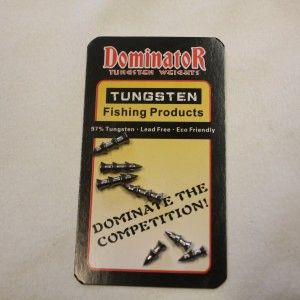 DominatoR
TUNGSTEN WEIGHTS
TUNGSTEN
Fishing Products
97% Tungsten · Lead Free · Eco Friendly
DOMINATE THE
COMPETITION!